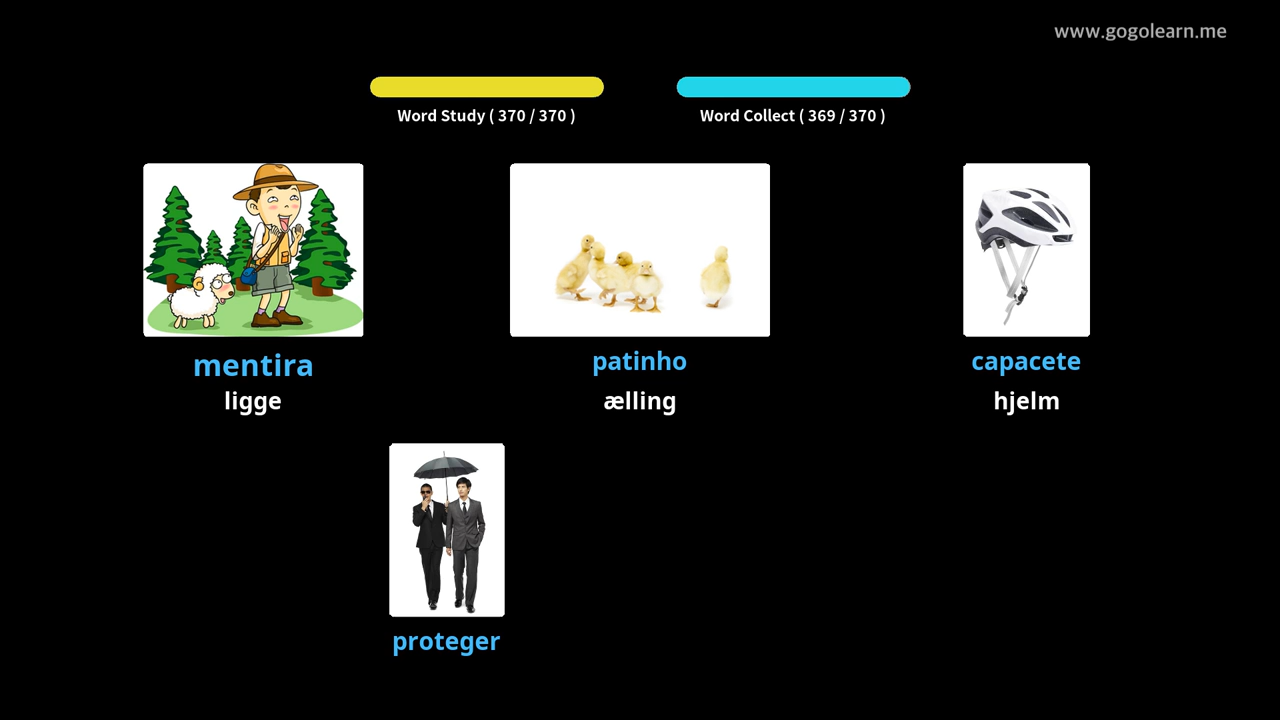 www.gogolearn.me
Word Study ( 370 / 370 )
Word Collect ( 369 / 370 )
mentira
patinho
capacete
ligge
ælling
hjelm
proteger